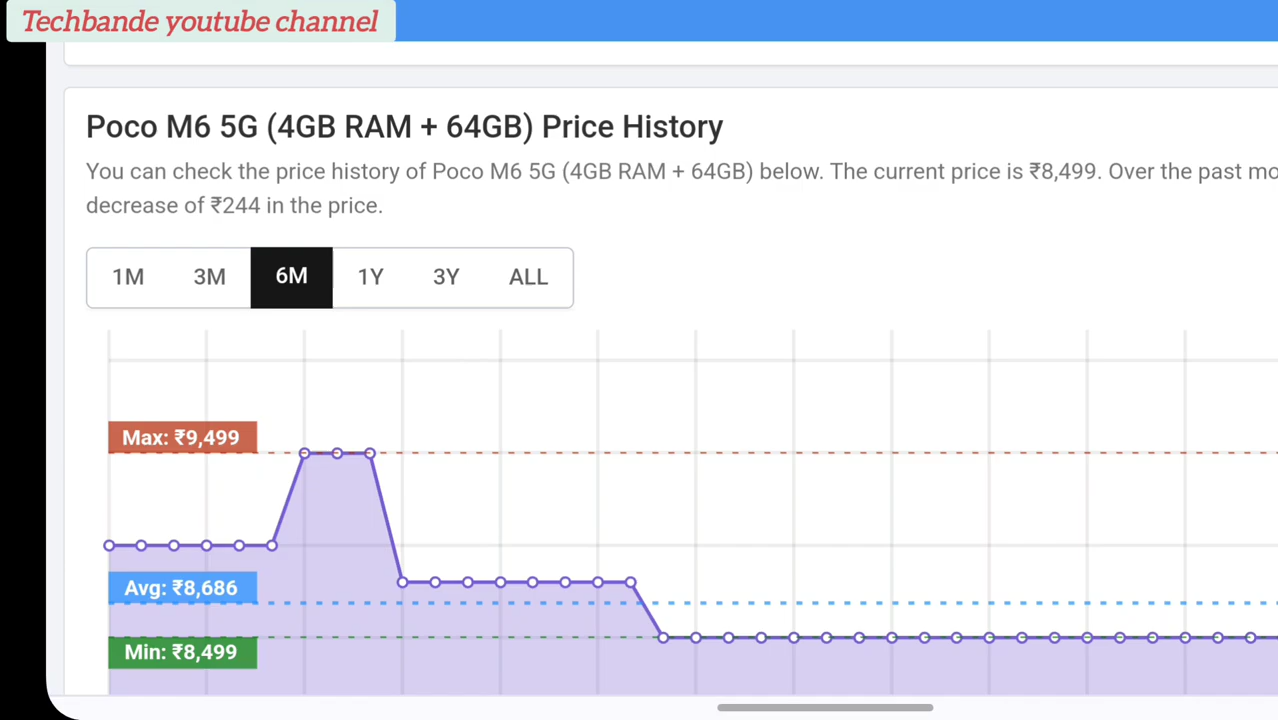 Techbande youtube channel
Poco M6 5G (4GB RAM + 64GB) Price History
You can check the price history of Poco M6 5G (4GB RAM + 64GB) below. The current price is ₹8,499. Over the past
decrease of ₹244 in the price.
1M 3M 6M 1Y 3Y ALL
Max: ₹9,499
Avg: ₹8,686
Min: ₹8,499